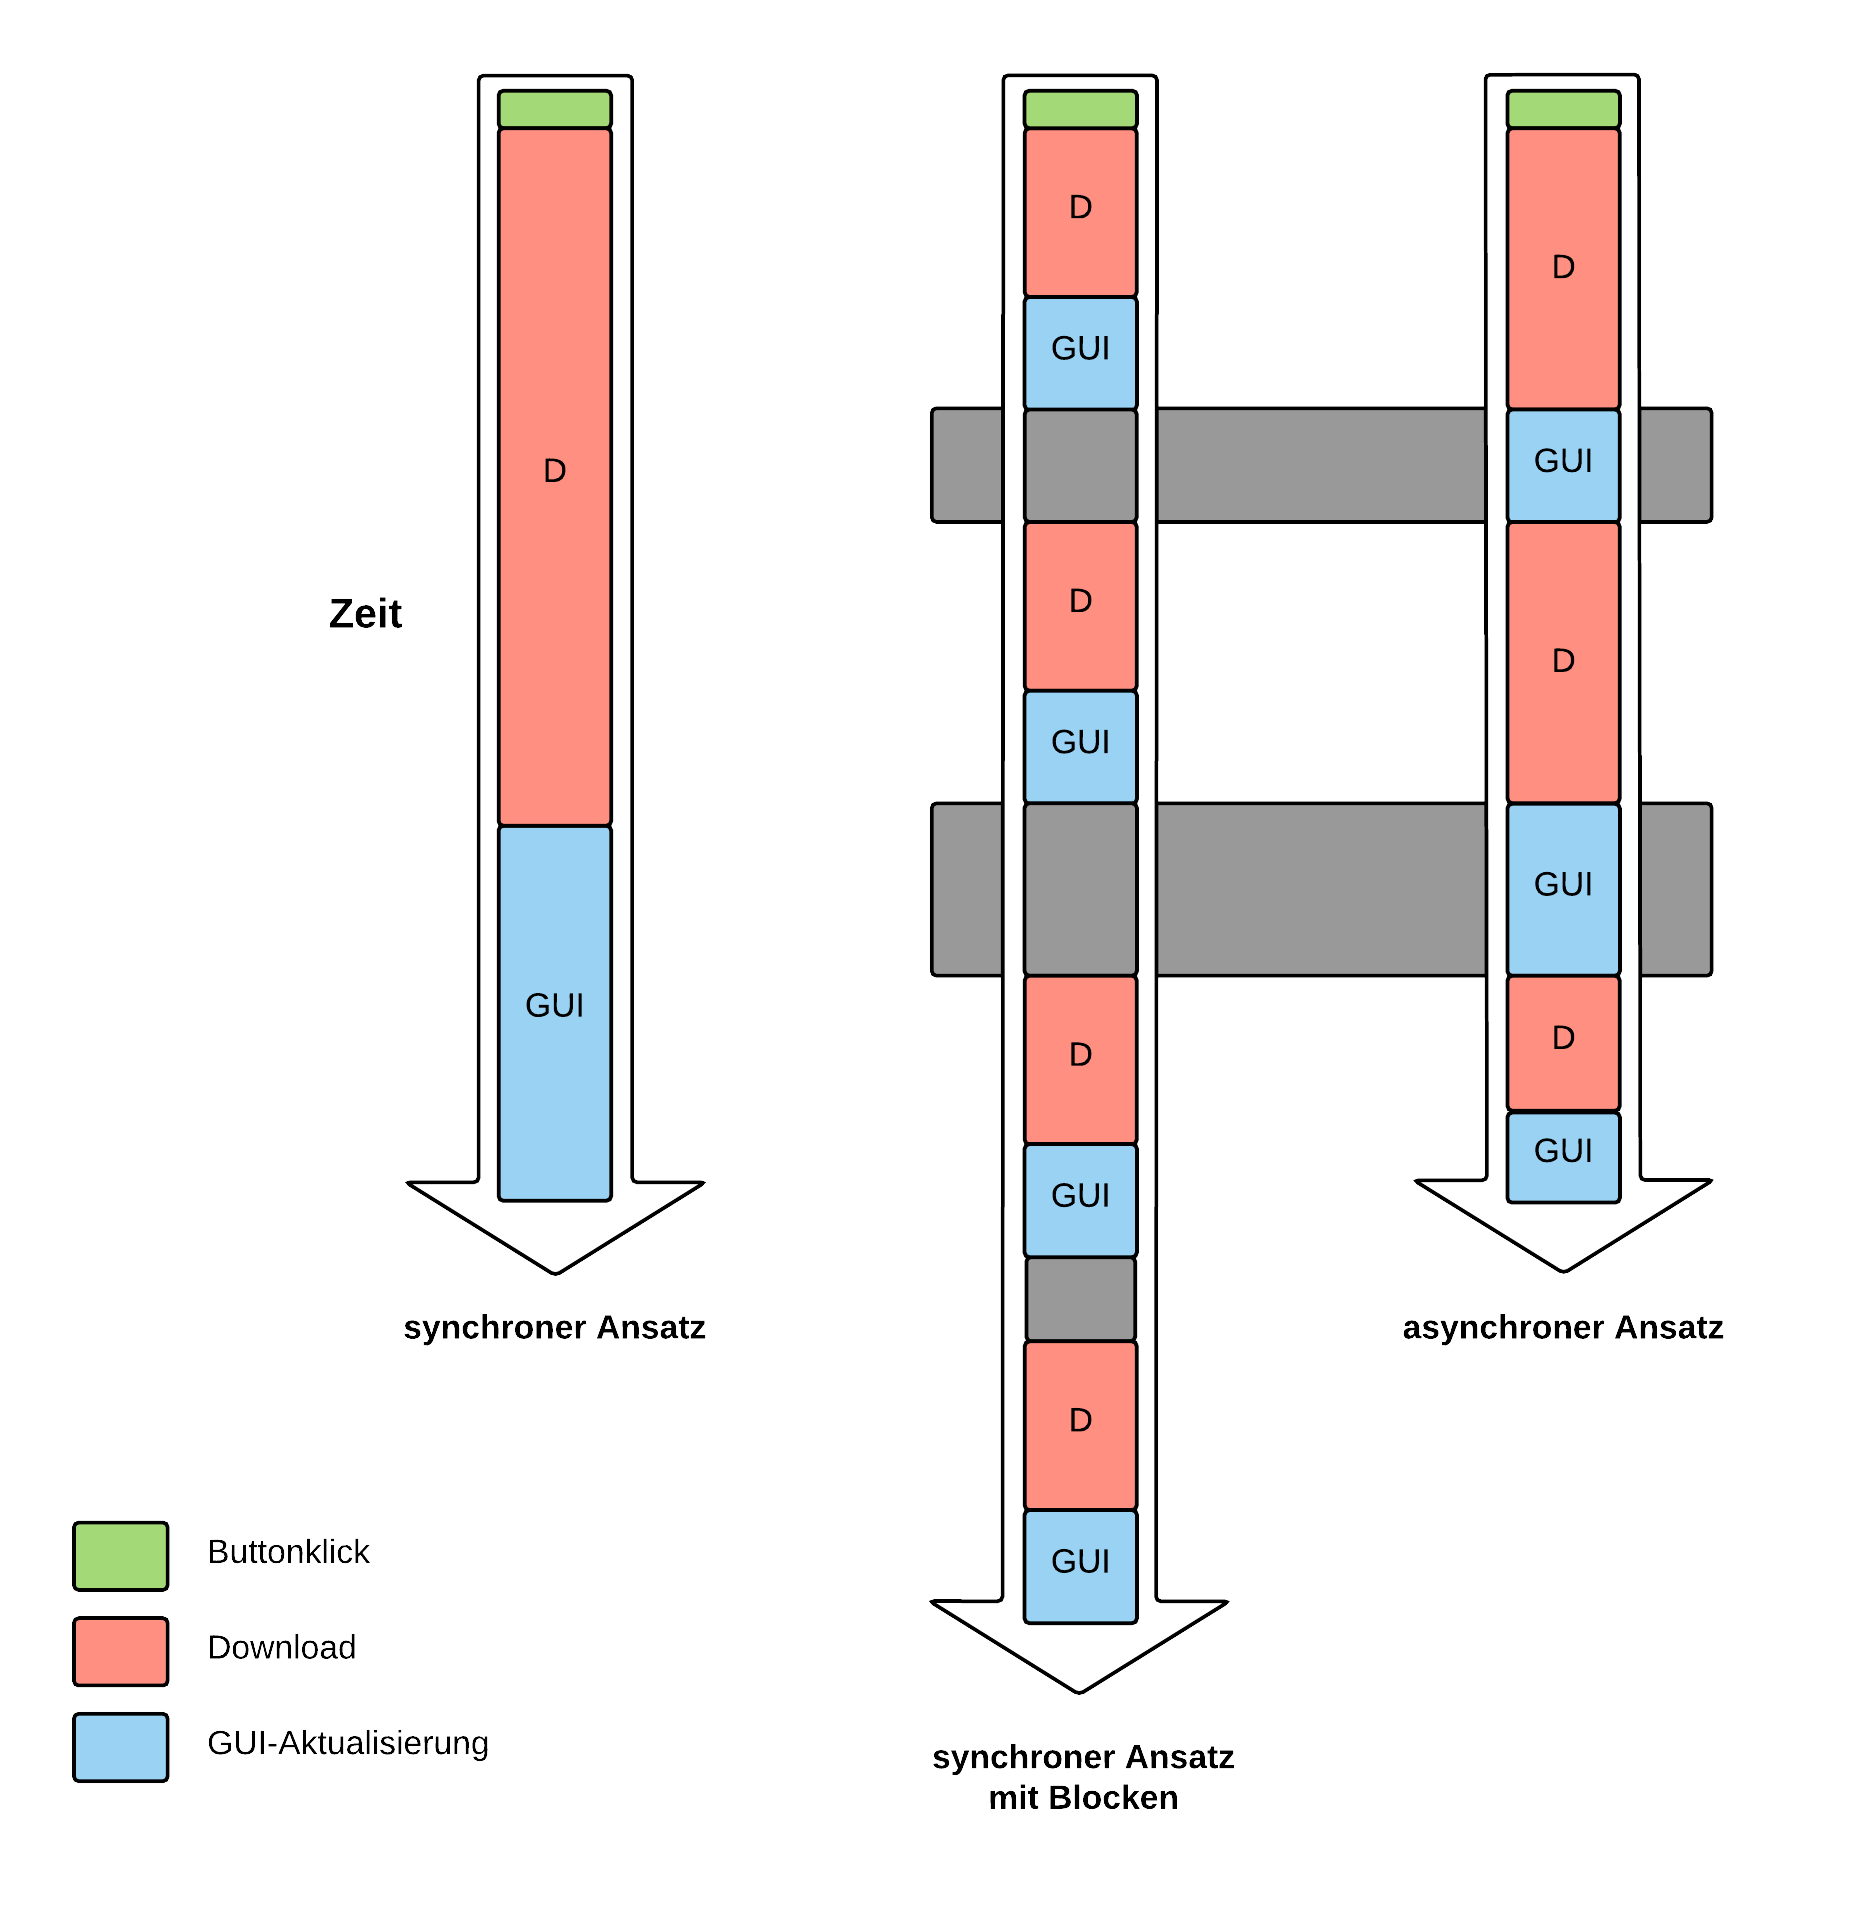 D
GUI
D
D
GUI
GUI
Zeit
D
D
GUI
GUI
GUI
D
D
GUI
GUI
synchroner Ansatz
asynchroner Ansatz
D
GUI
Buttonklick
Download
GUI-Aktualisierung
synchroner Ansatz
mit Blocken